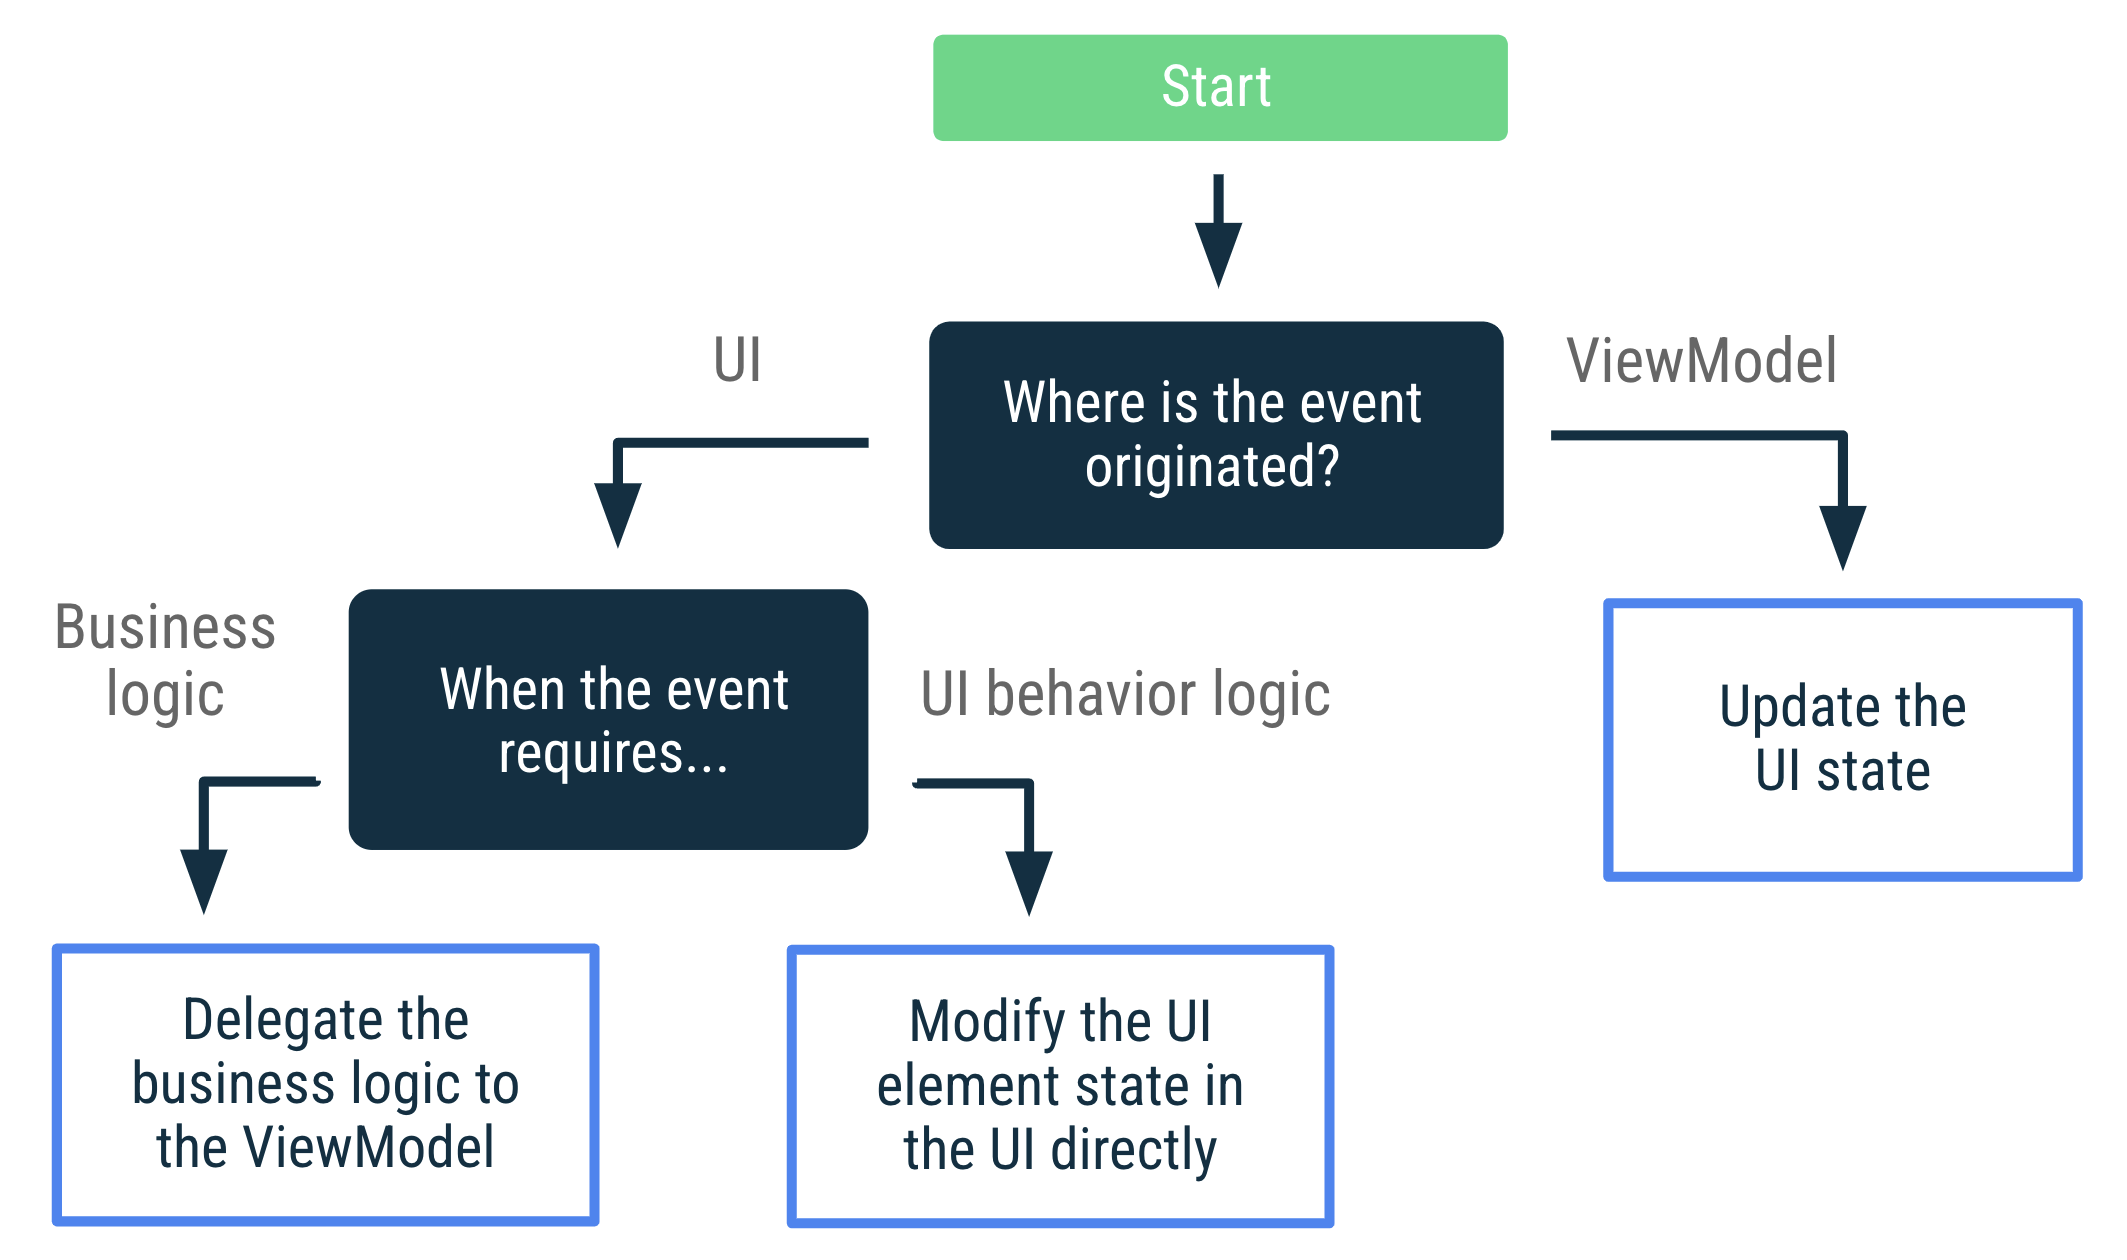 Start
UI
ViewModel
Where is the event
originated?
Business
logic
When the event
requires...
UI behavior logic
Update the
UI state
Delegate the
business logic to
the ViewModel
Modify the UI
element state in
the UI directly